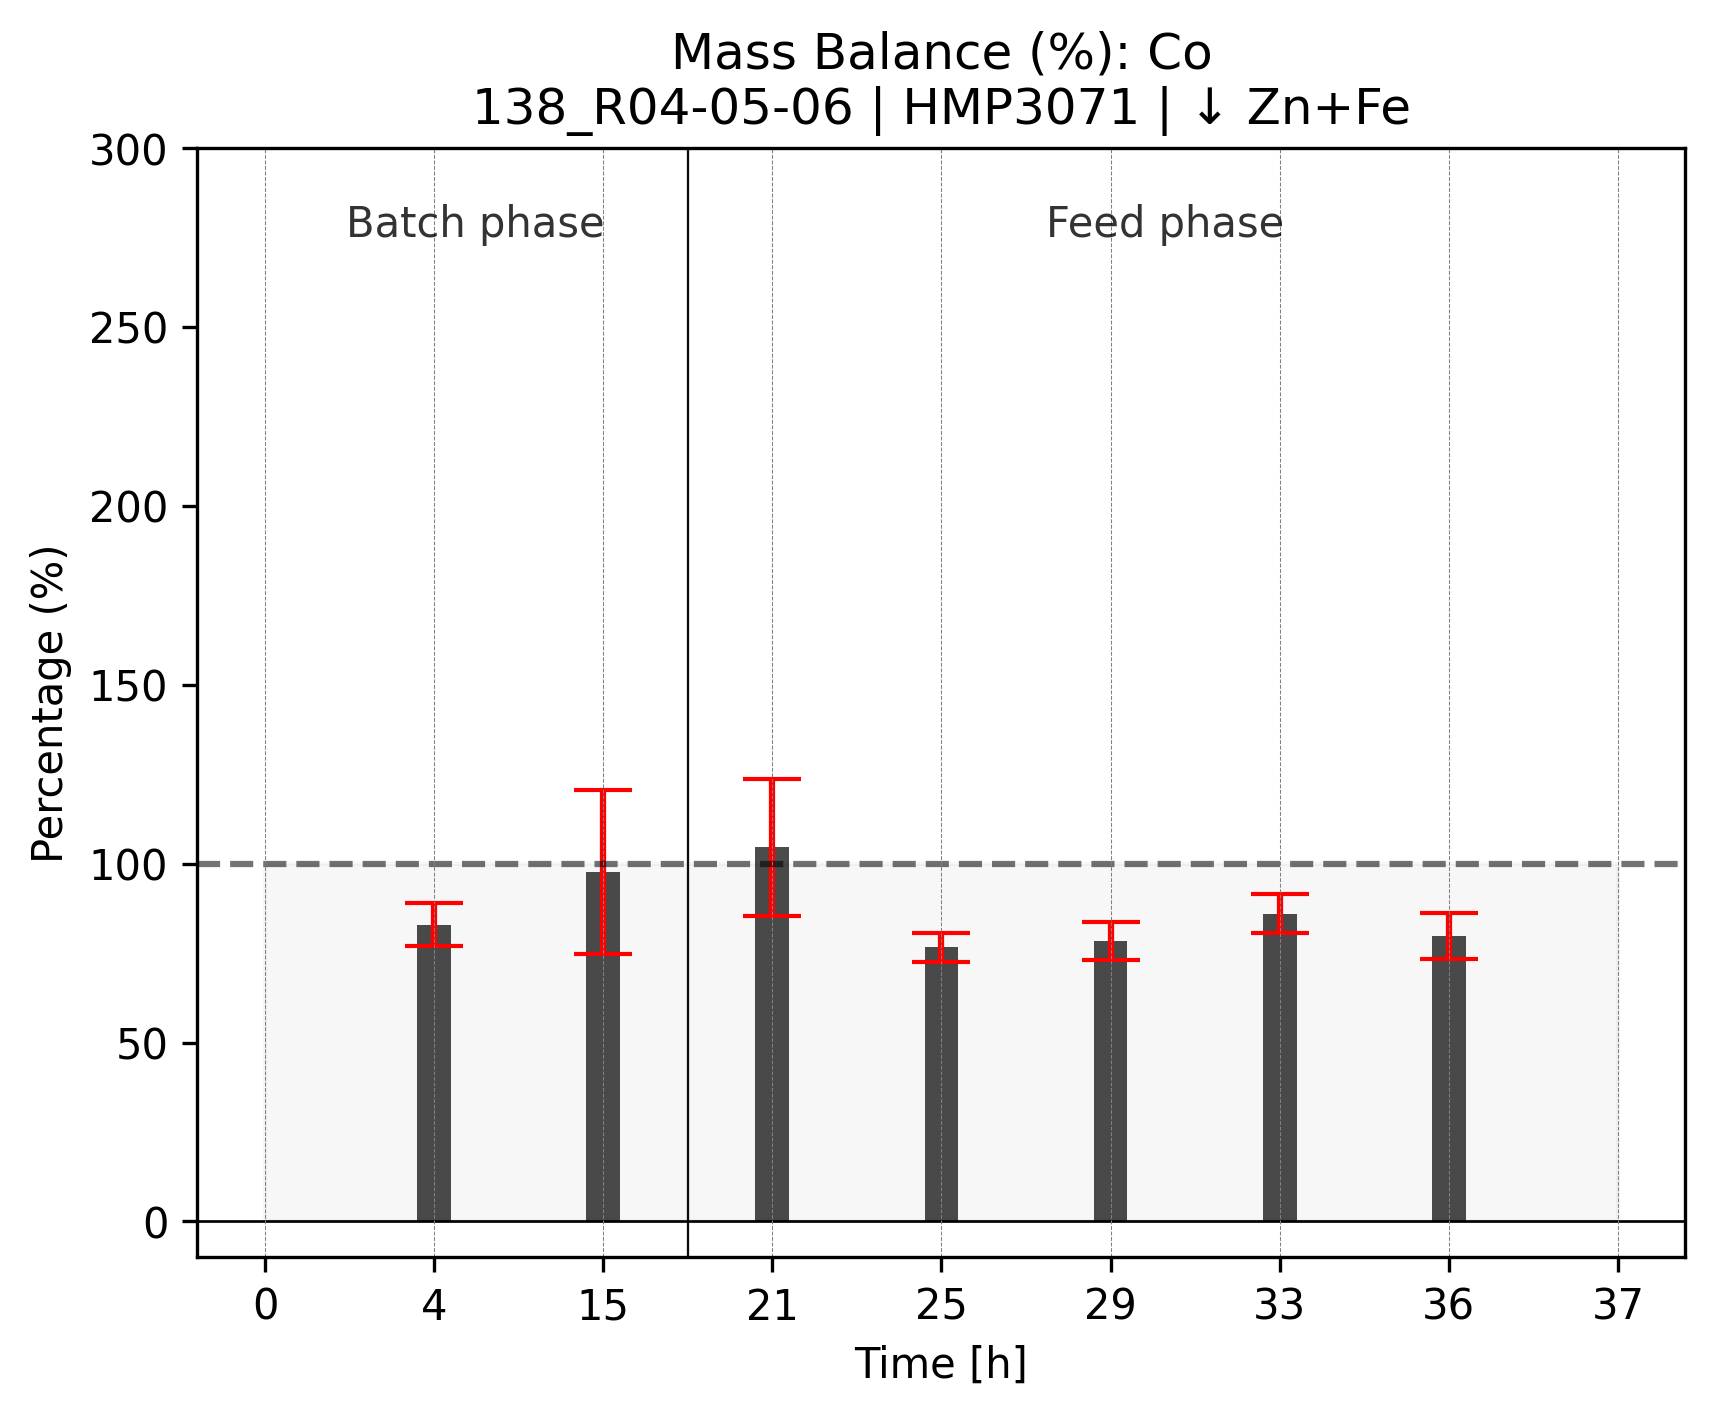 Mass Balance (%): Co
138_R04-05-06 | HMP3071 | ↓ Zn+Fe
300
Batch phase
Feed phase
250
200
150
100
50
0
Percentage (%)
0 4 15 21 25 29 33 36 37
Time [h]